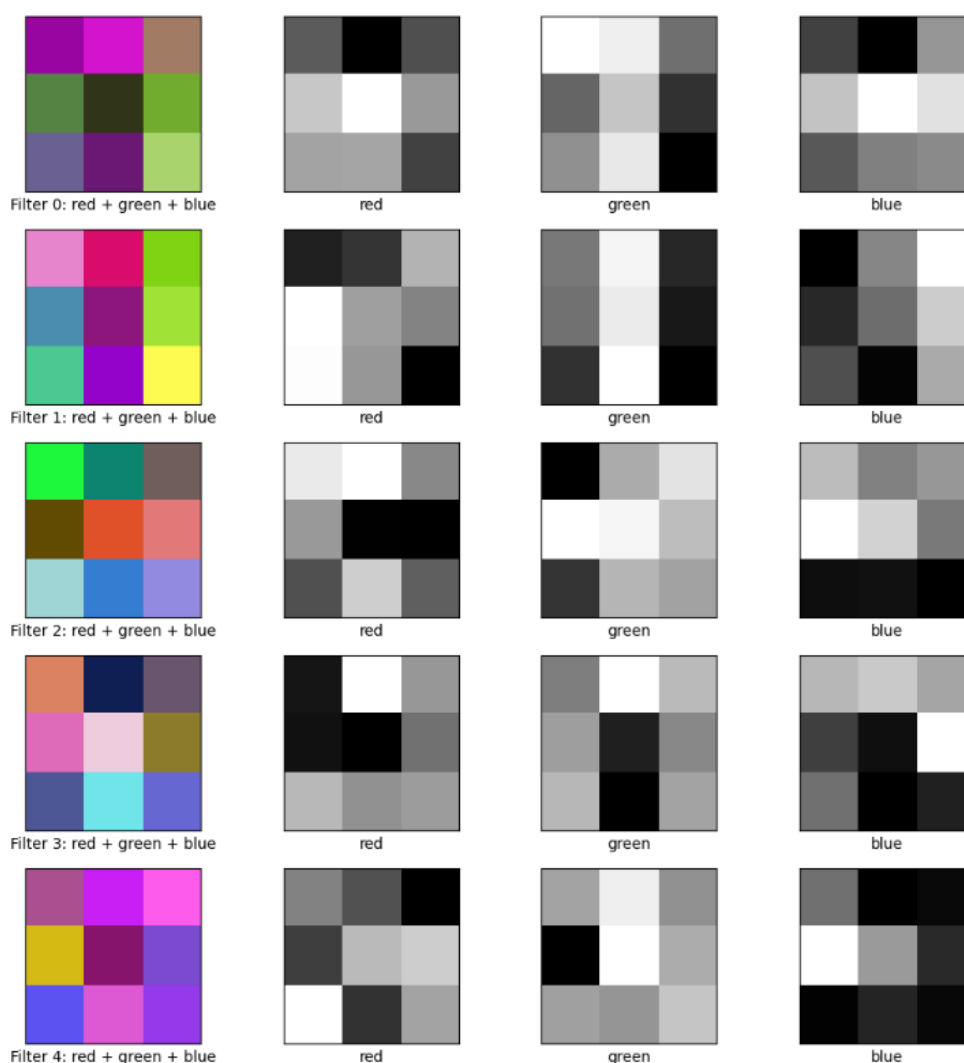 Filter 0: red + green + blue red green blue
Filter 1: red + green + blue red green blue
Filter 2: red + green + blue red green blue
Filter 3: red + green + blue red green blue
Filter 4: red + green + blue red green blue